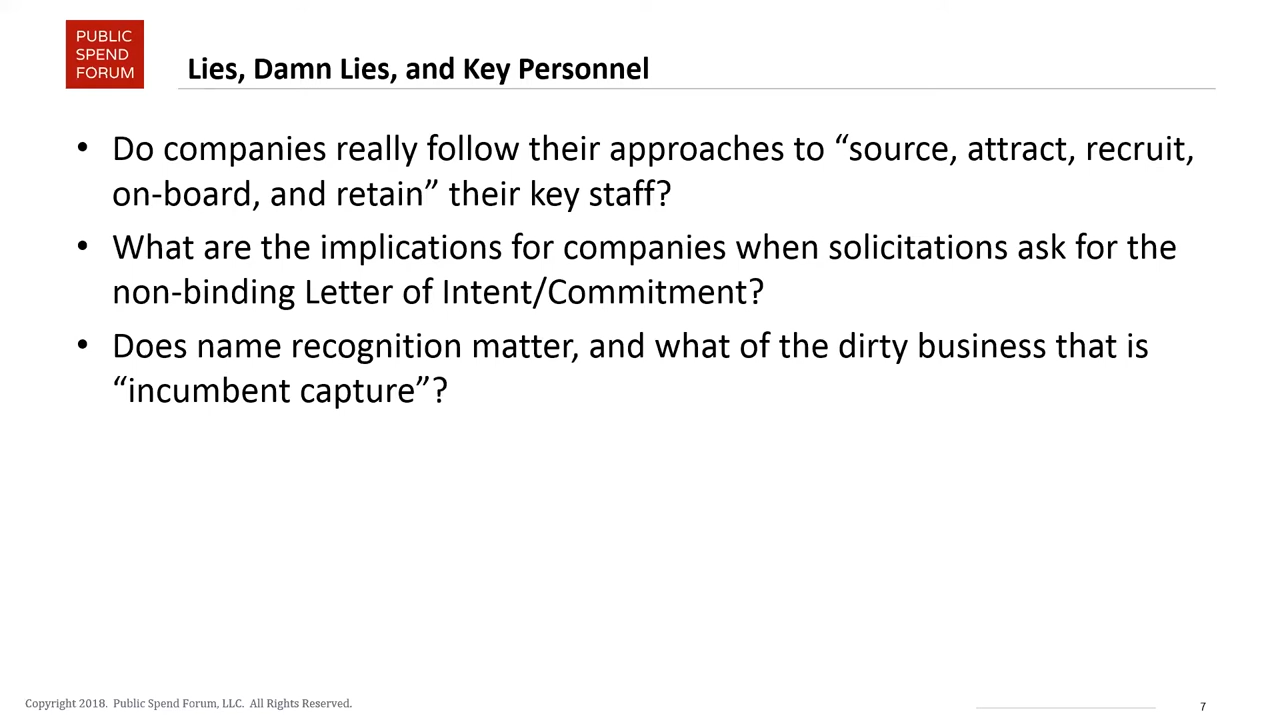 PUBLIC
SPEND
FORUM
Lies, Damn Lies, and Key Personnel
• Do companies really follow their approaches to “source, attract, recruit,
on-board, and retain” their key staff?
• What are the implications for companies when solicitations ask for the
non-binding Letter of Intent/Commitment?
• Does name recognition matter, and what of the dirty business that is
“incumbent capture”?
Copyright 2018. Public Spend Forum, LLC. All Rights Reserved.
7